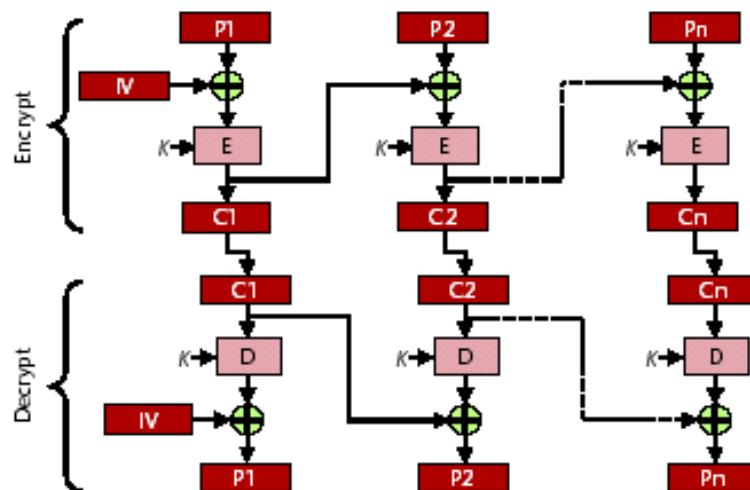 P1 P2 Pn
IV
Encrypt
K E K E K E
C1 C2 Cn
C1 C2 Cn
Decrypt
K D K D K D
IV
P1 P2 Pn